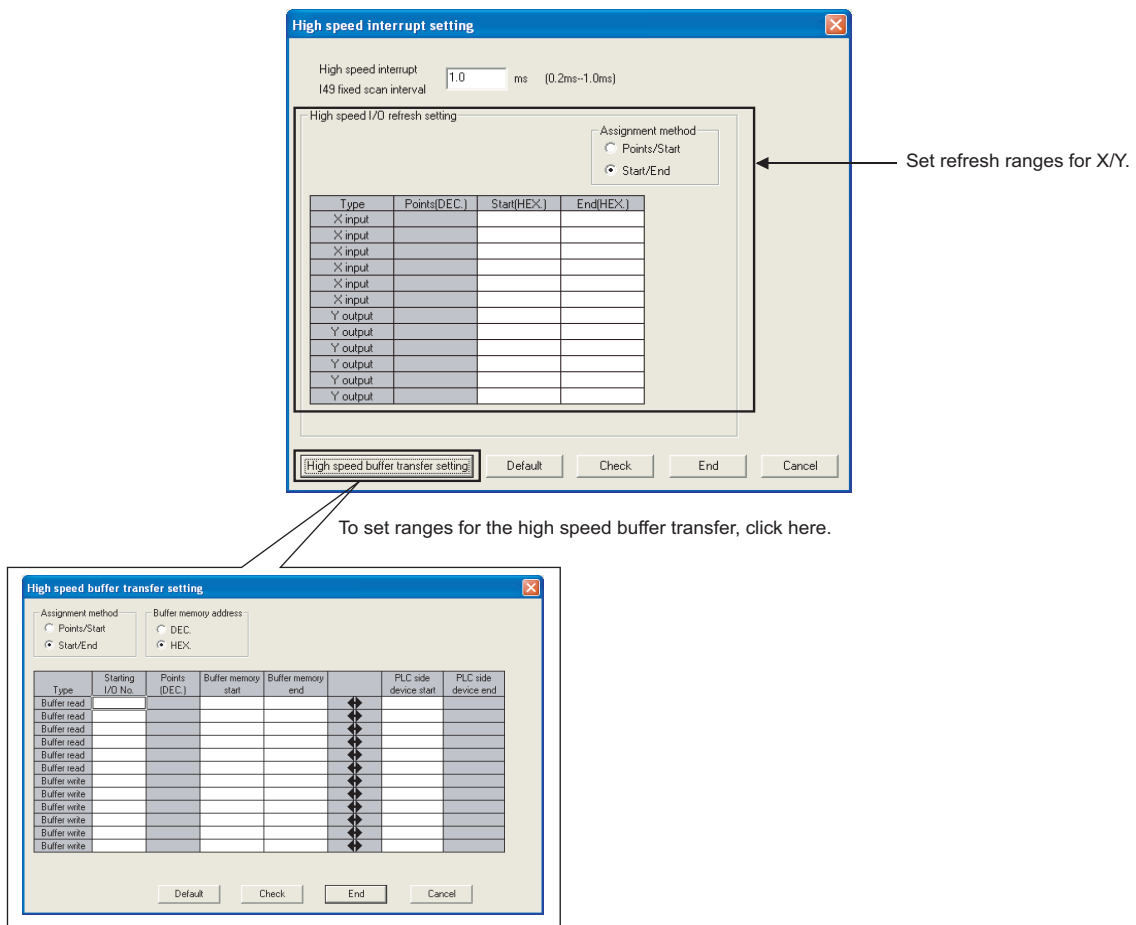 High speed interrupt setting
High speed interrupt
I49 fixed scan interval
1.0
ms
(0.2ms--1.0ms)
High speed I/O refresh setting
Assignment method
Points/Start
Start/End
Set refresh ranges for X/Y.
Type Points(DEC.) Start(HEX.) End(HEX.)
X input
X input
X input
X input
X input
X input
Y output
Y output
Y output
Y output
Y output
Y output
High speed buffer transfer setting Default Check End Cancel
To set ranges for the high speed buffer transfer, click here.
High speed buffer transfer setting
Assignment method
Points/Start
Start/End
Buffer memory address
DEC.
HEX.
Type Starting I/O No. Points (DEC.) Buffer memory start Buffer memory end PLC side device start PLC side device end
Buffer read
Buffer read
Buffer read
Buffer read
Buffer read
Buffer read
Buffer write
Buffer write
Buffer write
Buffer write
Buffer write
Buffer write
Default Check End Cancel